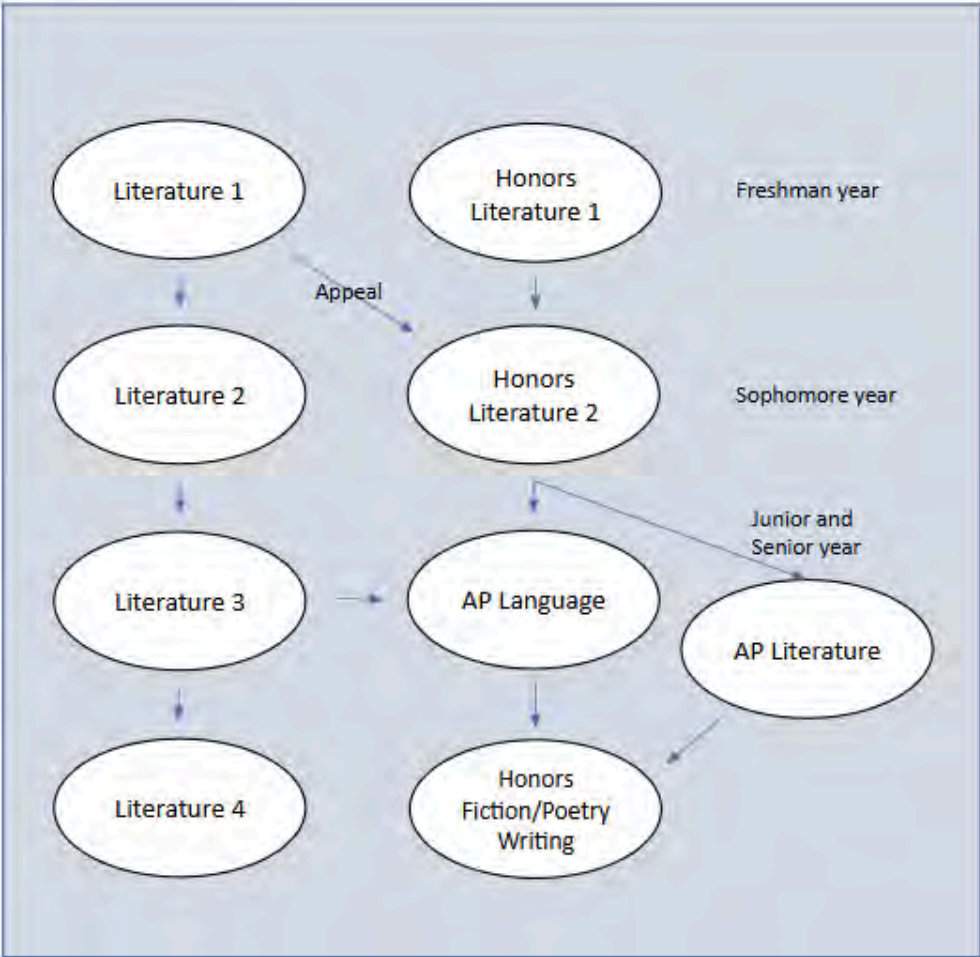 Literature 1
Honors
Literature 1
Freshman year
Appeal
Literature 2
Honors
Literature 2
Sophomore year
Junior and
Senior year
Literature 3
AP Language
AP Literature
Literature 4
Honors
Fiction/Poetry
Writing